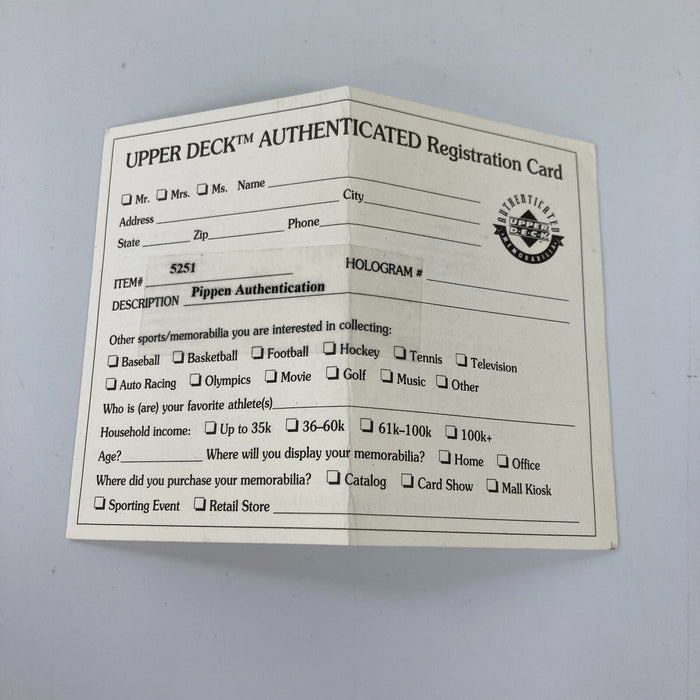 UPPER DECK™ AUTHENTICATED Registration Card
❏ Mr. ❏ Mrs. ❏ Ms. Name
City
Address
State Zip Phone
AUTHENTICATED
UPPER
DECK
MEMORABILIA
ITEM# 5251 HOLOGRAM #
DESCRIPTION Pippen Authentication
Other sports/memorabilia you are interested in collecting:
❏ Baseball ❏ Basketball ❏ Football ❏ Hockey ❏ Tennis ❏ Television
❏ Auto Racing ❏ Olympics ❏ Movie ❏ Golf ❏ Music ❏ Other
Who is (are) your favorite athlete(s)
Household income: ❏ Up to 35k ❏ 36–60k ❏ 61k–100k ❏ 100k+
Age? Where will you display your memorabilia? ❏ Home ❏ Office
Where did you purchase your memorabilia? ❏ Catalog ❏ Card Show ❏ Mall Kiosk
❏ Sporting Event ❏ Retail Store